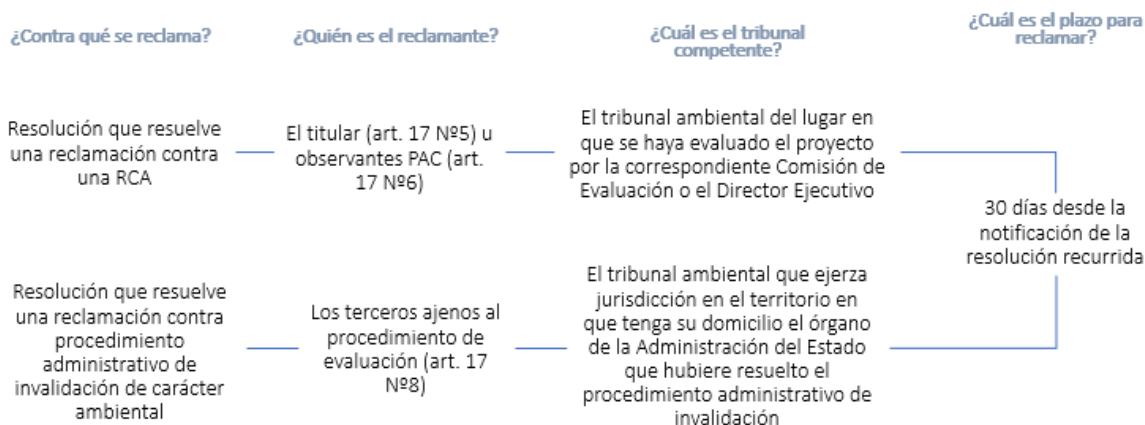 ¿Contra qué se reclama?
¿Quién es el reclamante?
¿Cuál es el tribunal
competente?
¿Cuál es el plazo para
reclamar?
Resolución que resuelve
una reclamación contra
una RCA
El titular (art. 17 Nº5) u
observantes PAC (art.
17 Nº6)
El tribunal ambiental del lugar en
que se haya evaluado el proyecto
por la correspondiente Comisión de
Evaluación o el Director Ejecutivo
30 días desde la
notificación de la
resolución recurrida
Resolución que resuelve
una reclamación contra
procedimiento
administrativo de
invalidación de carácter
ambiental
Los terceros ajenos al
procedimiento de
evaluación (art. 17
Nº8)
El tribunal ambiental que ejerza
jurisdicción en el territorio en
que tenga su domicilio el órgano
de la Administración del Estado
que hubiere resuelto el
procedimiento administrativo de
invalidación